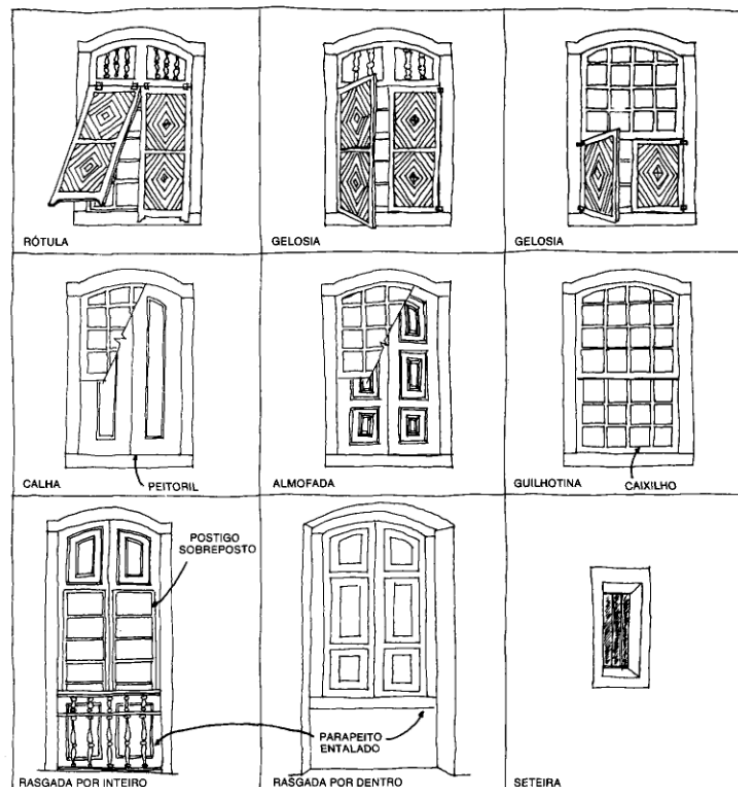 RÓTULA
GELOSIA
GELOSIA
CALHA
PEITORIL
ALMOFADA
GUILHOTINA
CAIXILHO
POSTIGO
SOBREPOSTO
PARAPEITO
ENTALADO
RASGADA POR INTEIRO
RASGADA POR DENTRO
SETEIRA